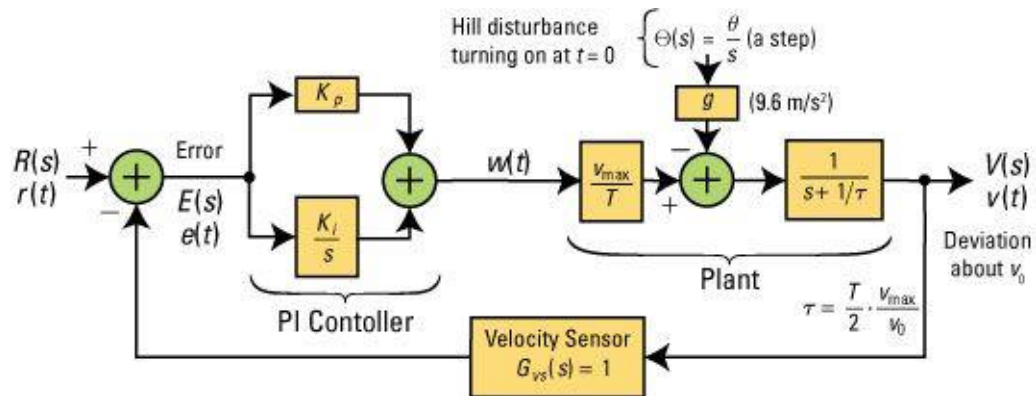 Hill disturbance
turning on at t = 0
Θ(s) = θ/s (a step)
g
(9.6 m/s²)
K_p
R(s)
r(t)
+
−
+
Error
E(s)
e(t)
K_i/s
+
w(t)
v_max/T
+
−
+
1/(s + 1/τ)
V(s)
v(t)
Deviation
about v_0
PI Contoller
Plant
τ = T/2 · v_max/v_0
Velocity Sensor
G_vs(s) = 1